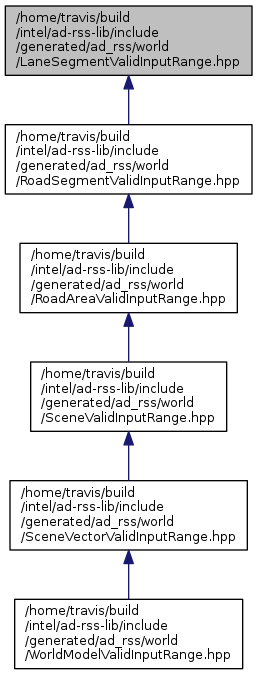 /home/travis/build
/intel/ad-rss-lib/include
/generated/ad_rss/world
/LaneSegmentValidInputRange.hpp
/home/travis/build
/intel/ad-rss-lib/include
/generated/ad_rss/world
/RoadSegmentValidInputRange.hpp
/home/travis/build
/intel/ad-rss-lib/include
/generated/ad_rss/world
/RoadAreaValidInputRange.hpp
/home/travis/build
/intel/ad-rss-lib/include
/generated/ad_rss/world
/SceneValidInputRange.hpp
/home/travis/build
/intel/ad-rss-lib/include
/generated/ad_rss/world
/SceneVectorValidInputRange.hpp
/home/travis/build
/intel/ad-rss-lib/include
/generated/ad_rss/world
/WorldModelValidInputRange.hpp